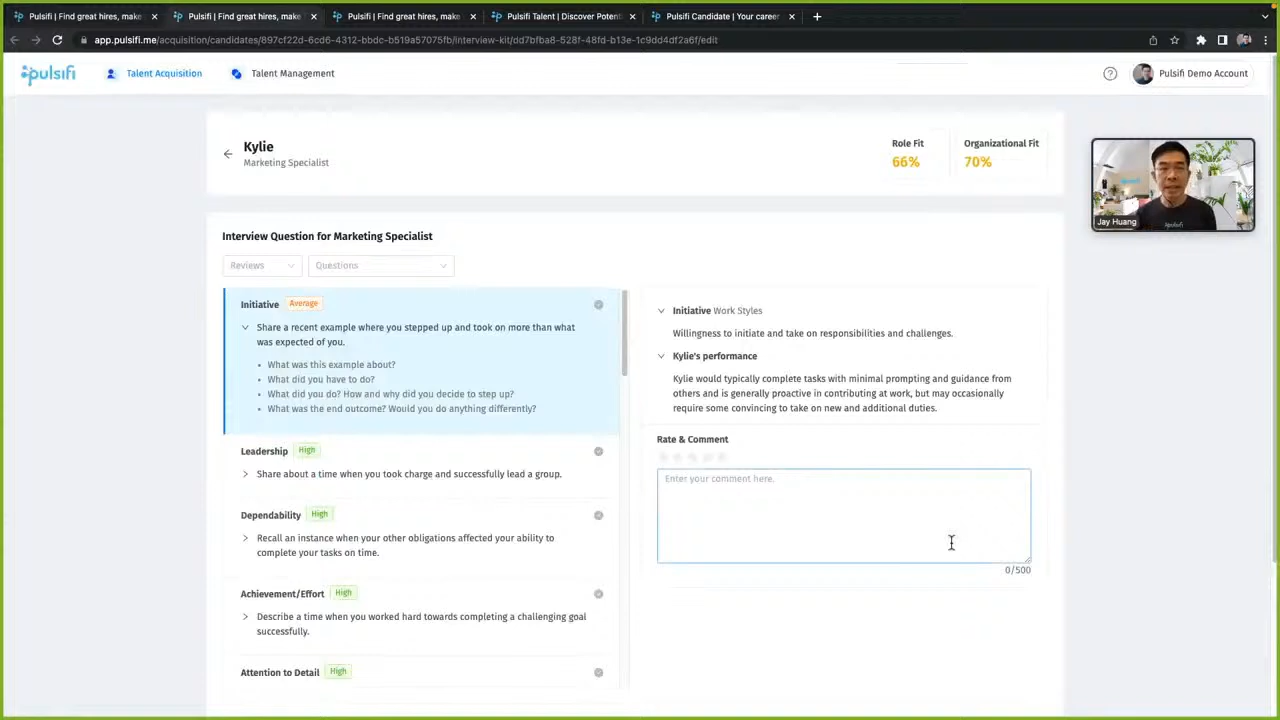 Pulsifi | Find great hires, make
Pulsifi | Find great hires, make
Pulsifi | Find great hires, make
Pulsifi Talent | Discover Potent
Pulsifi Candidate | Your career
app.pulsifi.me/acquisition/candidates/897cf22d-6cd6-4312-bbdc-b519a57075fb/interview-kit/dd7bfba8-528f-48fd-b13e-1c9dd4df2a6f/edit
pulsifi
Talent Acquisition
Talent Management
Pulsifi Demo Account
Kylie
Marketing Specialist
Role Fit
66%
Organizational Fit
70%
Jay Huang
Interview Question for Marketing Specialist
Reviews
Questions
Initiative Average
Share a recent example where you stepped up and took on more than what
was expected of you.
• What was this example about?
• What did you have to do?
• What did you do? How and why did you decide to step up?
• What was the end outcome? Would you do anything differently?
Leadership High
Share about a time when you took charge and successfully lead a group.
Dependability High
Recall an instance when your other obligations affected your ability to
complete your tasks on time.
Achievement/Effort High
Describe a time when you worked hard towards completing a challenging goal
successfully.
Attention to Detail High
Initiative Work Styles
Willingness to initiate and take on responsibilities and challenges.
Kylie's performance
Kylie would typically complete tasks with minimal prompting and guidance from
others and is generally proactive in contributing at work, but may occasionally
require some convincing to take on new and additional duties.
Rate & Comment
Enter your comment here.
0/500